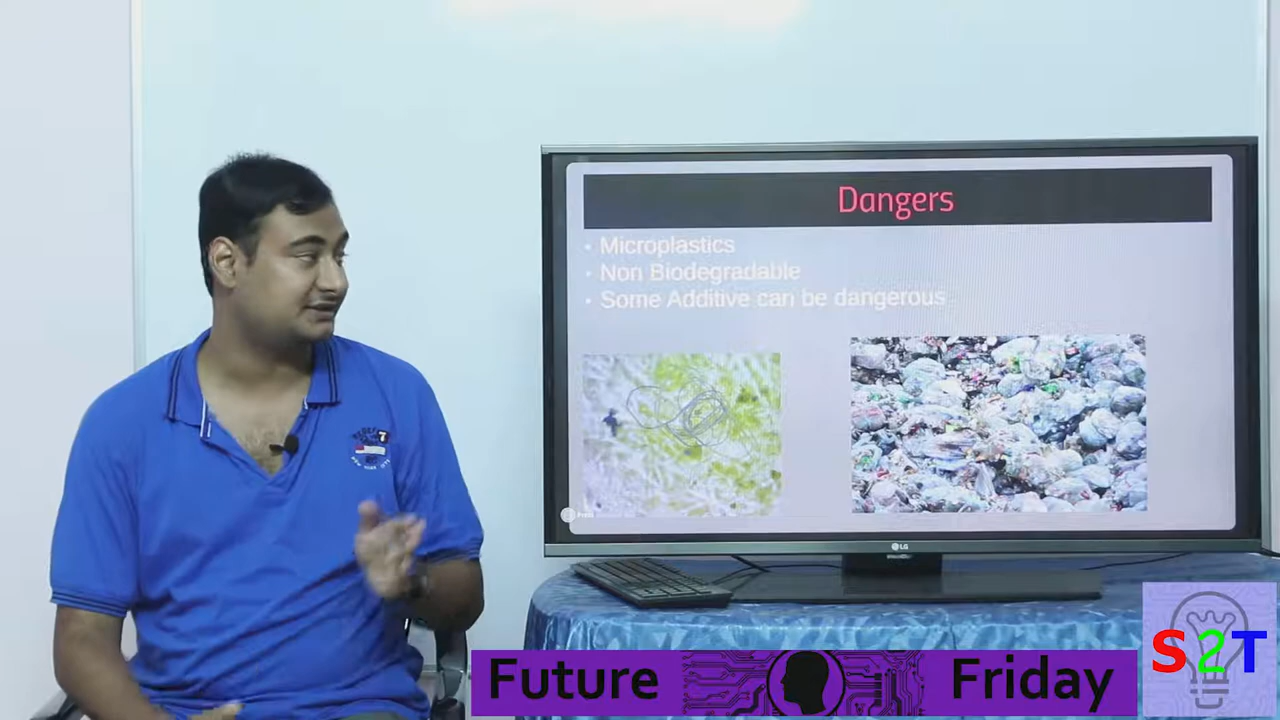 Dangers
• Microplastics
• Non Biodegradable
• Some Additive can be dangerous
LG
Future Friday
S2T